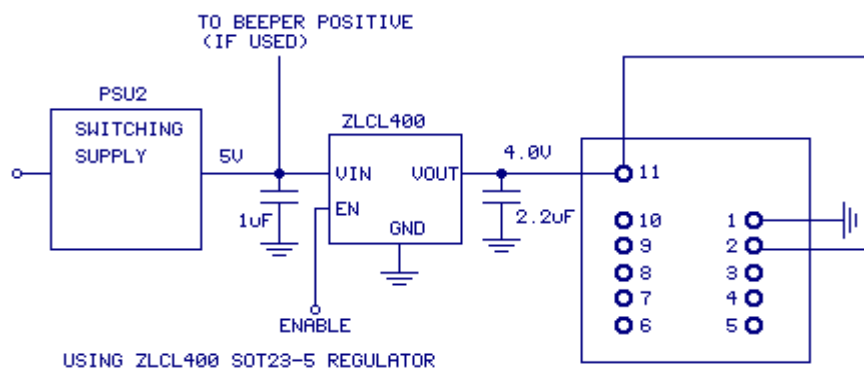 TO BEEPER POSITIVE
(IF USED)
PSU2
SWITCHING
SUPPLY
5V
ZLCL400
VIN
VOUT
EN
GND
1uF
4.0V
2.2uF
ENABLE
11
10
9
8
7
6
1
2
3
4
5
USING ZLCL400 SOT23-5 REGULATOR